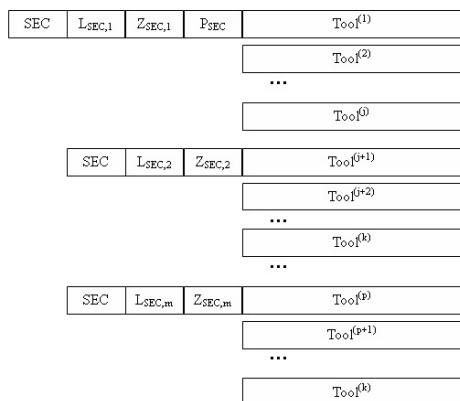 SEC L_SEC,1 Z_SEC,1 P_SEC Tool^(1)
Tool^(2)
...
Tool^(j)
SEC L_SEC,2 Z_SEC,2 Tool^(j+1)
Tool^(j+2)
...
Tool^(k)
...
SEC L_SEC,m Z_SEC,m Tool^(p)
Tool^(p+1)
...
Tool^(k)